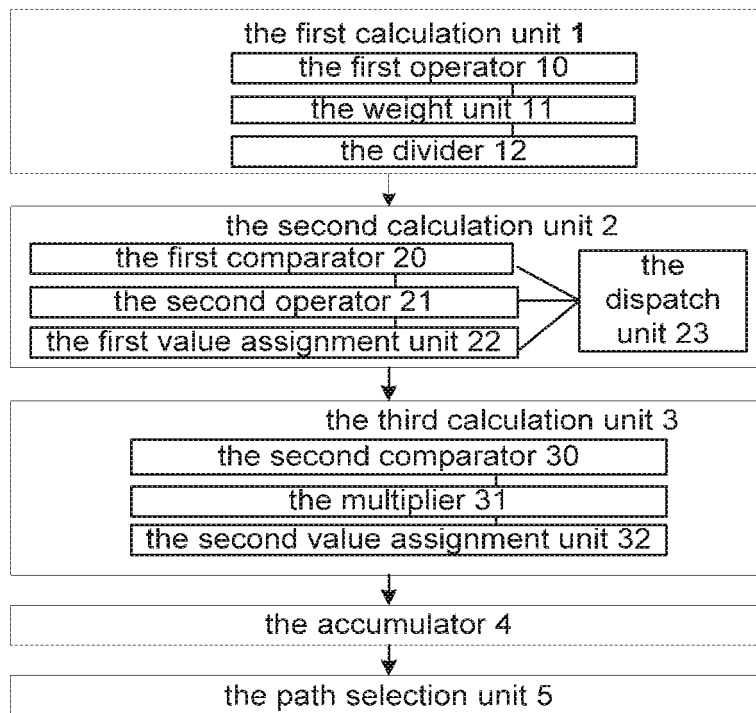 the first calculation unit 1
the first operator 10
the weight unit 11
the divider 12
the second calculation unit 2
the first comparator 20
the second operator 21
the first value assignment unit 22
the
dispatch
unit 23
the third calculation unit 3
the second comparator 30
the multiplier 31
the second value assignment unit 32
the accumulator 4
the path selection unit 5